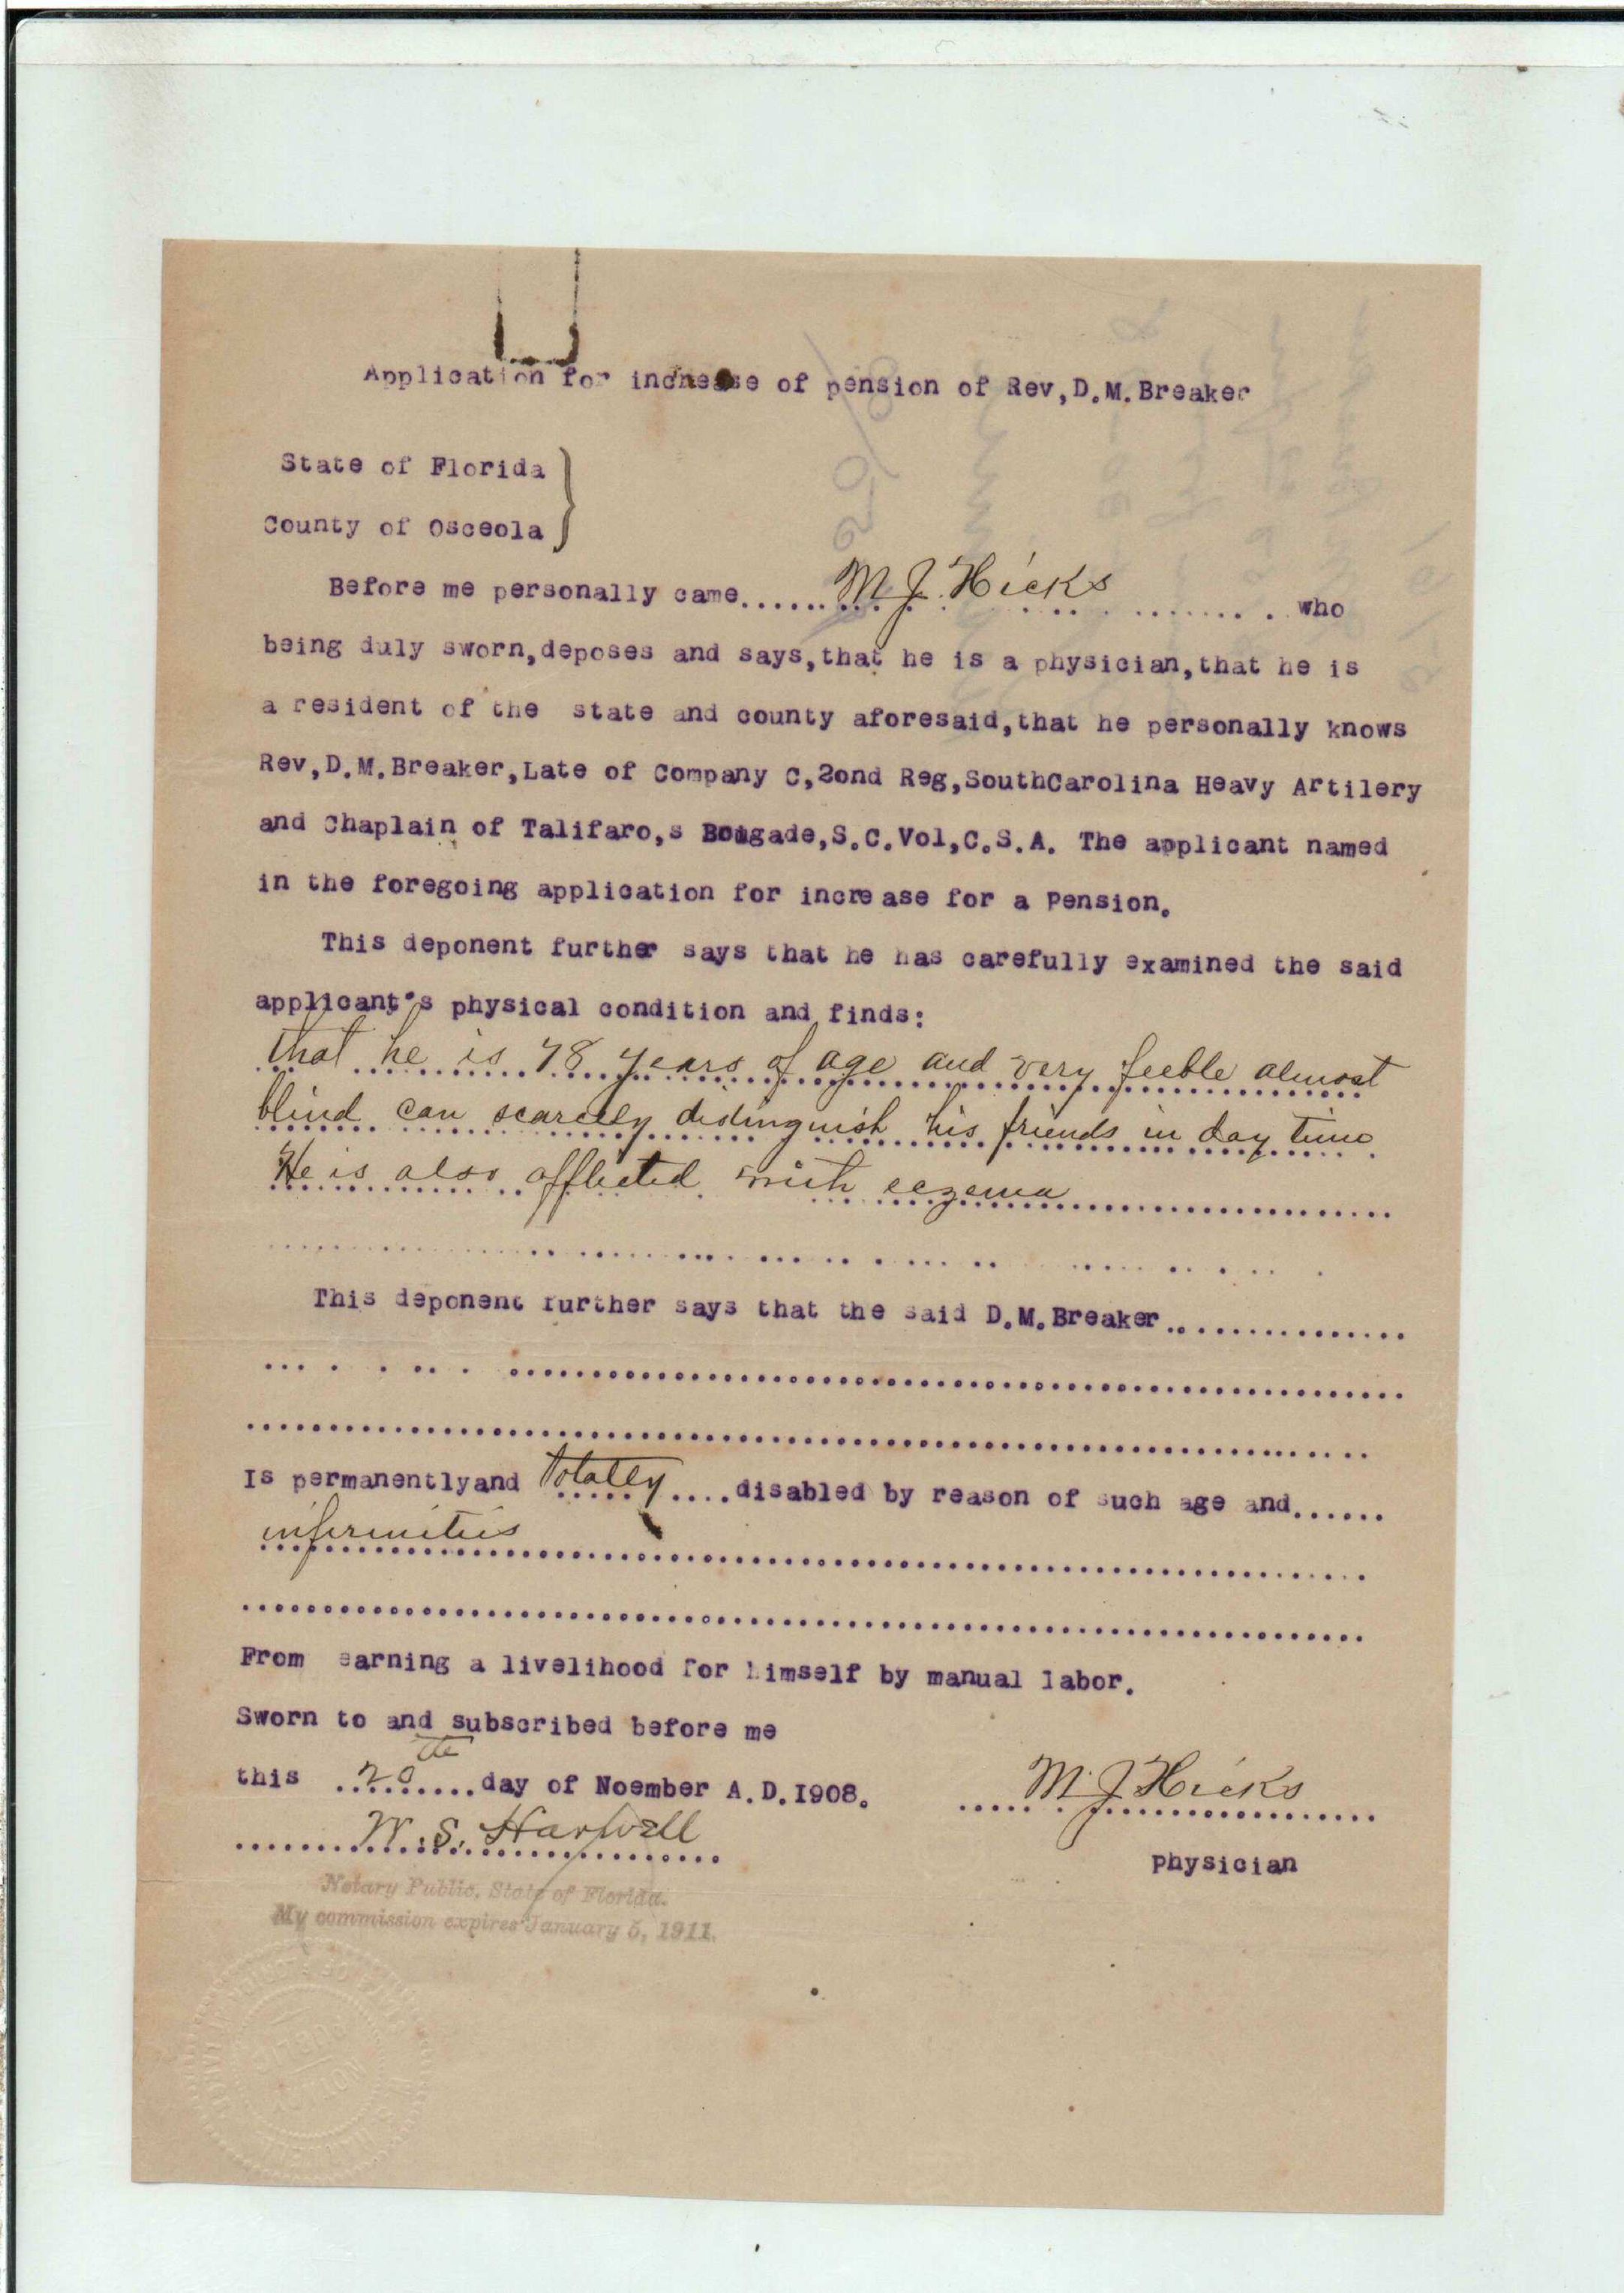 Application for increase of pension of Rev,D.M.Breaker
State of Florida
County of Osceola
Before me personally came...... M J. Hicks ........ who
being duly sworn,deposes and says,that he is a physician,that he is
a resident of the state and county aforesaid,that he personally knows
Rev,D.M.Breaker,Late of Company C,2ond Reg,SouthCarolina Heavy Artilery
and Chaplain of Talifaro,s Brigade,S.C.Vol,C.S.A. The applicant named
in the foregoing application for increase for a Pension.
This deponent further says that he has carefully examined the said
applicant's physical condition and finds:
that he is 78 years of age and very feeble almost
blind can scarcely distinguish his friends in day time
He is also afflicted with eczema
This deponent further says that the said D.M.Breaker................
Is permanentlyand totally ....disabled by reason of such age and......
infirmities
From earning a livelihood for himself by manual labor.
Sworn to and subscribed before me
this 20th ....day of Noember A.D.1908.
M. J Hicks
W. S. Harwell
Physician
Notary Public, State of Florida.
My commission expires January 5, 1911.